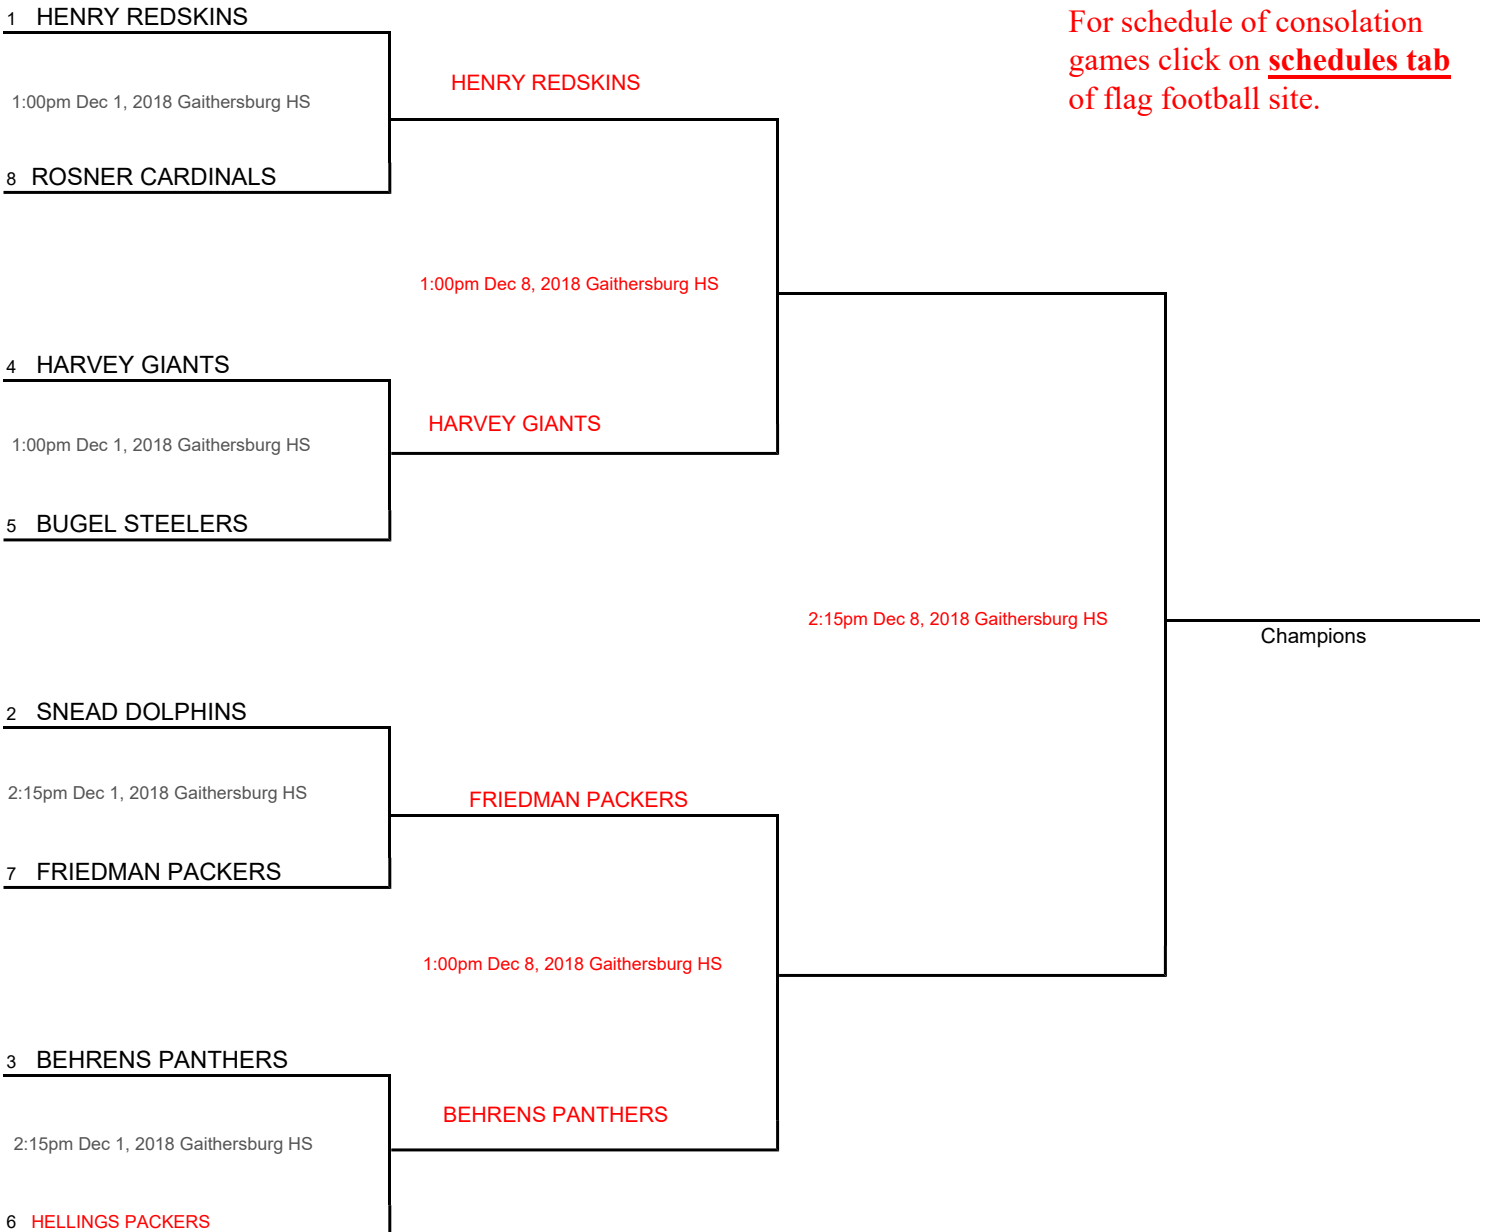 1 HENRY REDSKINS
For schedule of consolation
games click on schedules tab
of flag football site.
HENRY REDSKINS
1:00pm Dec 1, 2018 Gaithersburg HS
8 ROSNER CARDINALS
1:00pm Dec 8, 2018 Gaithersburg HS
4 HARVEY GIANTS
HARVEY GIANTS
1:00pm Dec 1, 2018 Gaithersburg HS
5 BUGEL STEELERS
2:15pm Dec 8, 2018 Gaithersburg HS
Champions
2 SNEAD DOLPHINS
2:15pm Dec 1, 2018 Gaithersburg HS
FRIEDMAN PACKERS
7 FRIEDMAN PACKERS
1:00pm Dec 8, 2018 Gaithersburg HS
3 BEHRENS PANTHERS
BEHRENS PANTHERS
2:15pm Dec 1, 2018 Gaithersburg HS
6 HELLINGS PACKERS